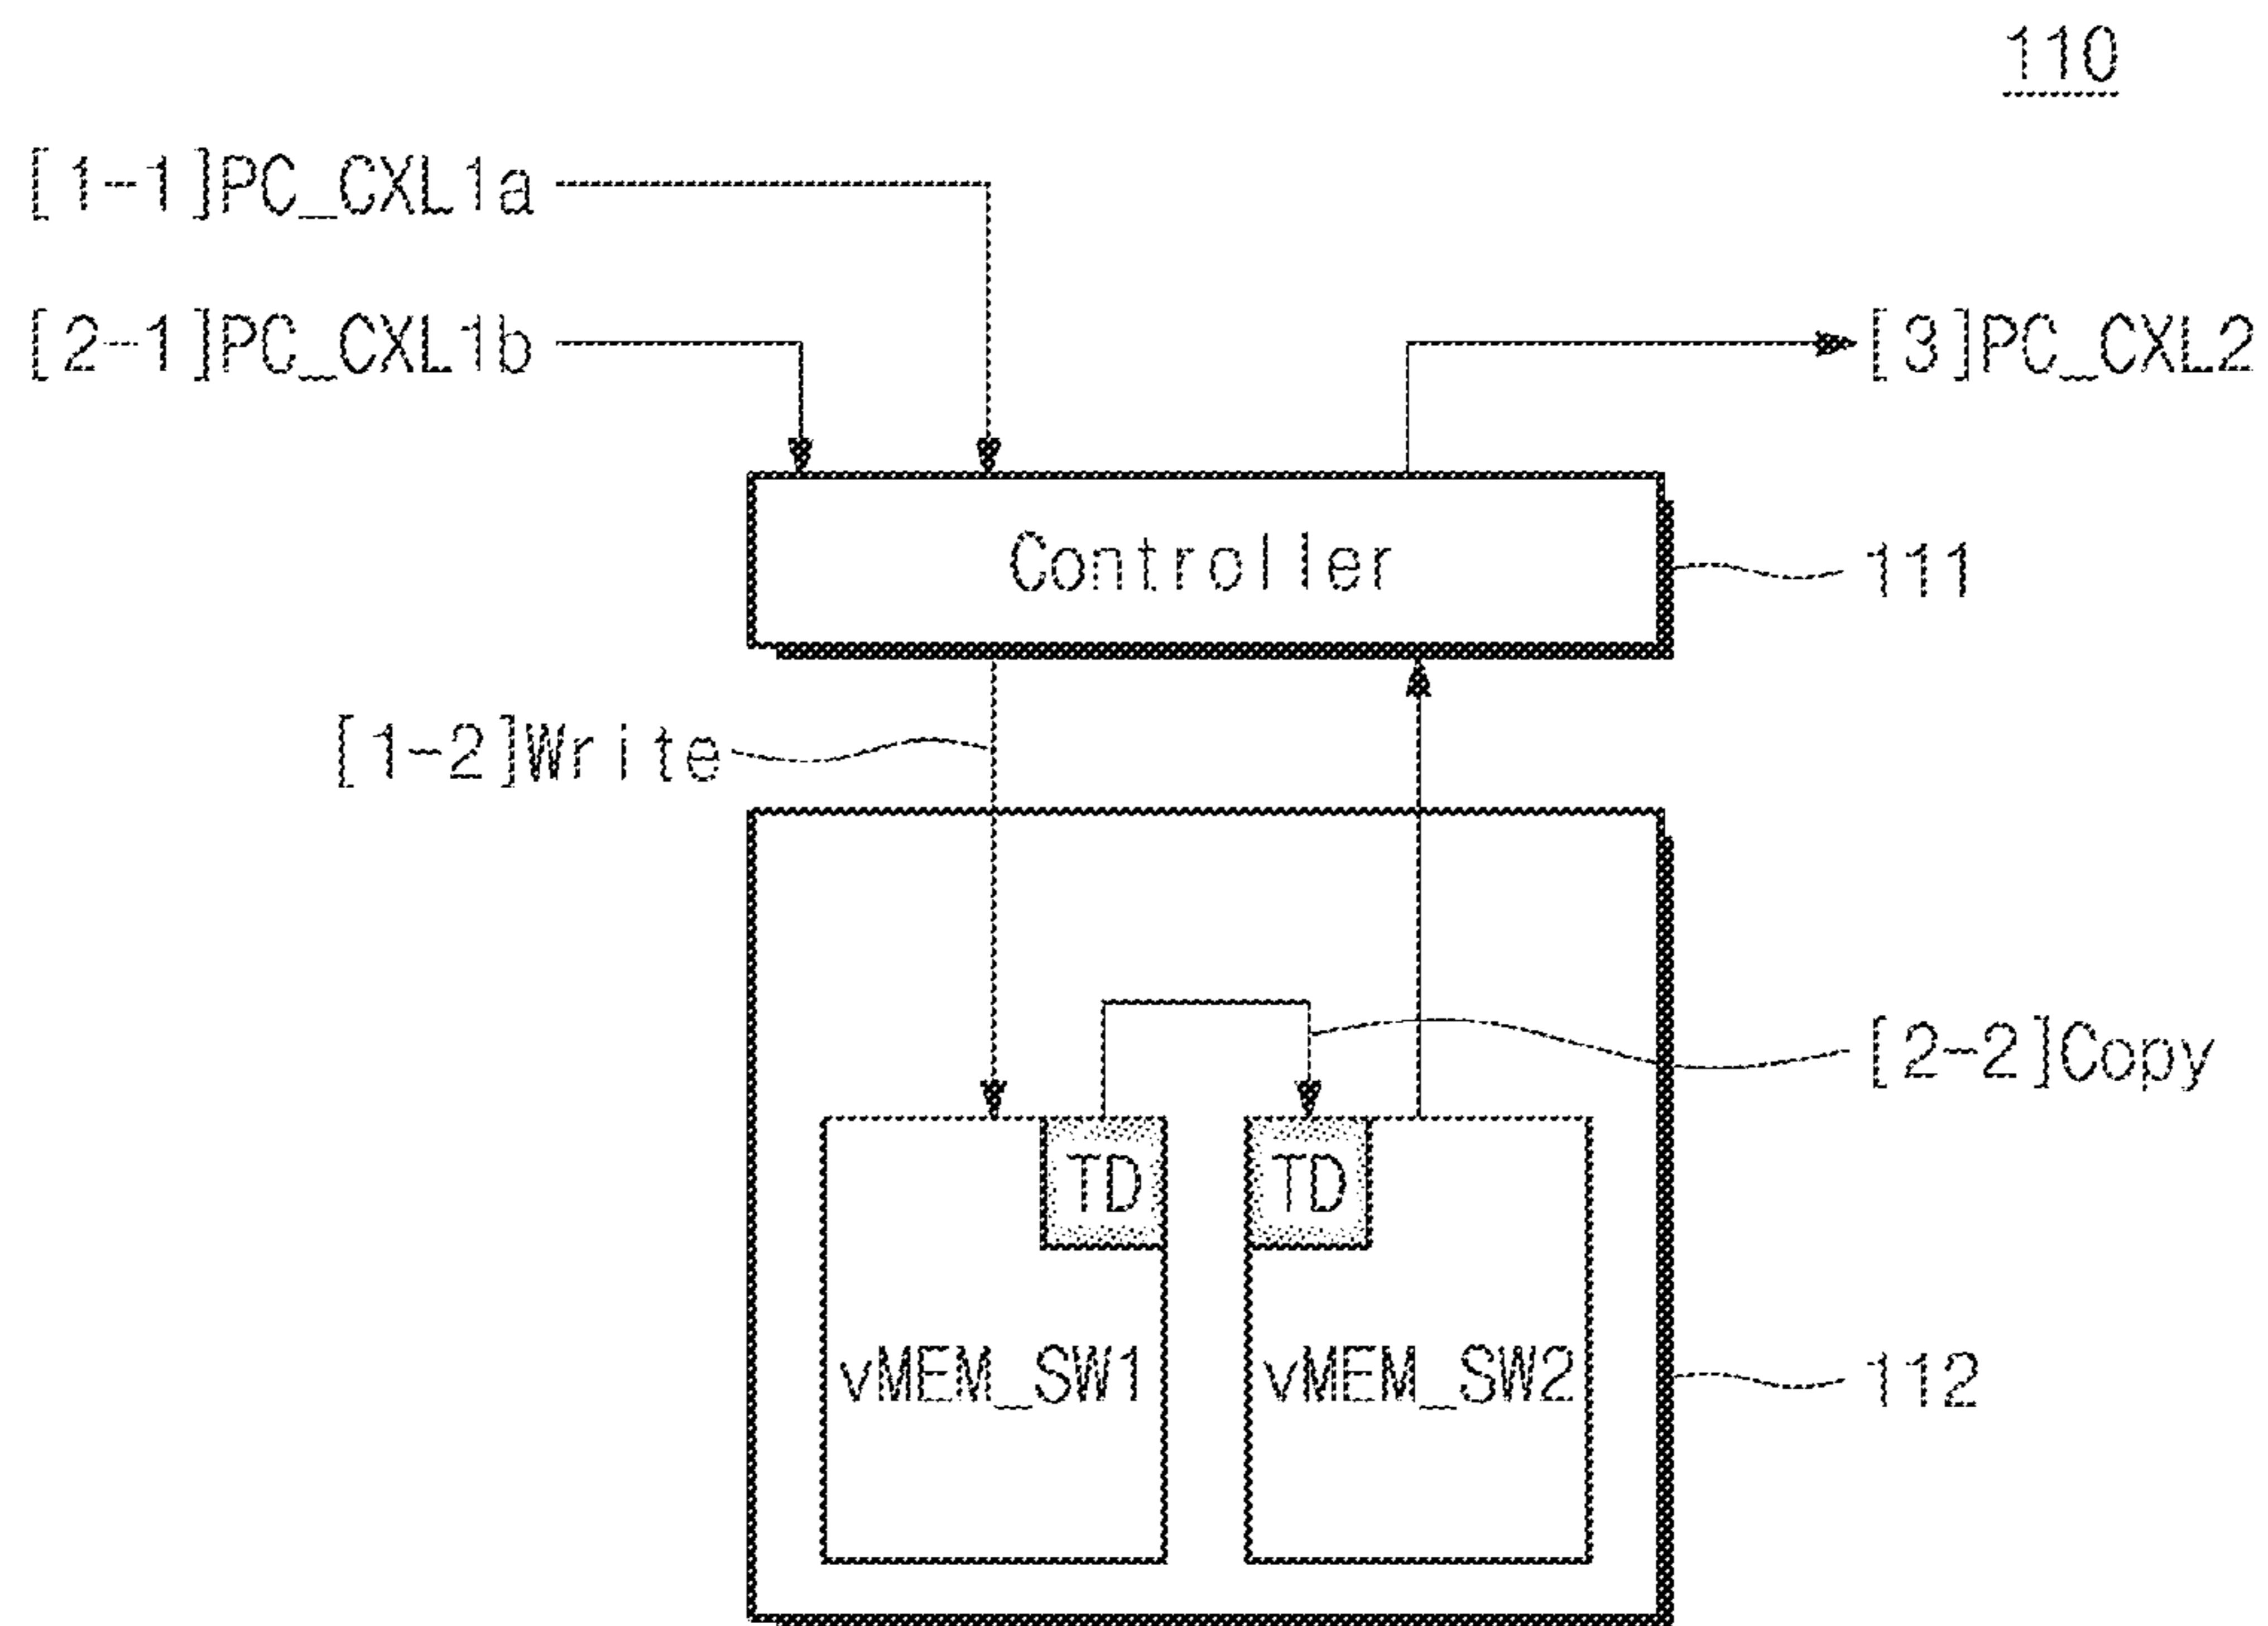 110
[1-1]PC_CXL1a
[2-1]PC_CXL1b
[3]PC_CXL2
Controller
111
[1-2]Write
[2-2]Copy
TD
TD
vMEM_SW1
vMEM_SW2
112